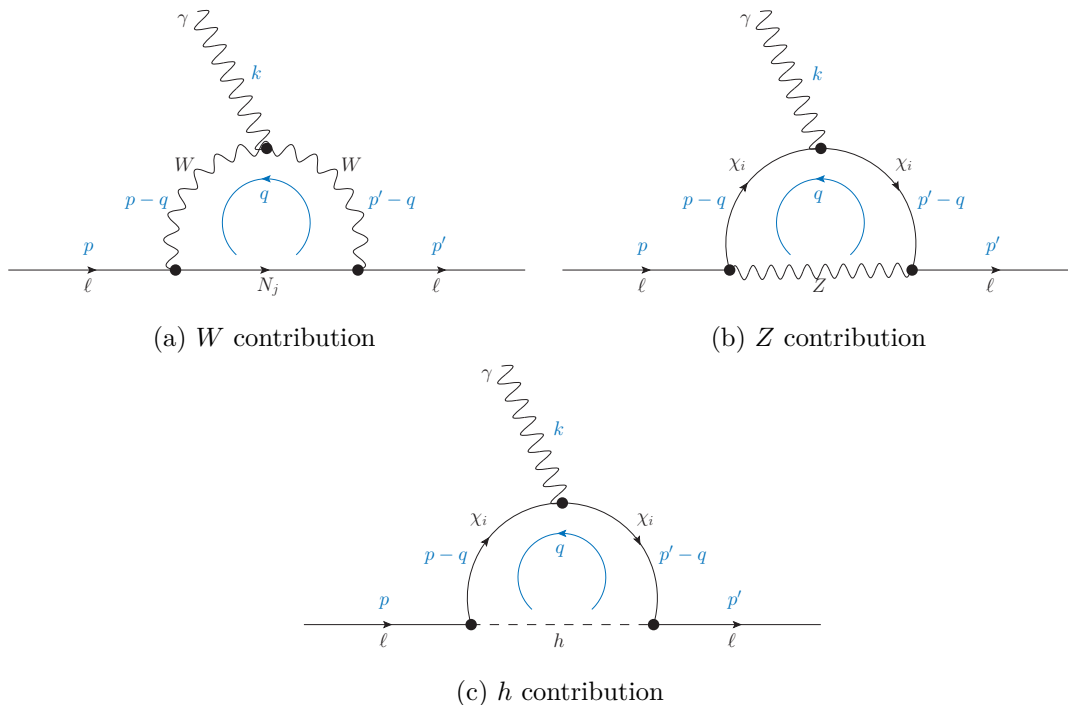 γ
k
W
W
p − q
q
p′ − q
p
p′
ℓ
N_j
ℓ
(a) W contribution
γ
k
χ_i
χ_i
p − q
q
p′ − q
p
p′
ℓ
Z
ℓ
(b) Z contribution
γ
k
χ_i
χ_i
p − q
q
p′ − q
p
p′
ℓ
h
ℓ
(c) h contribution